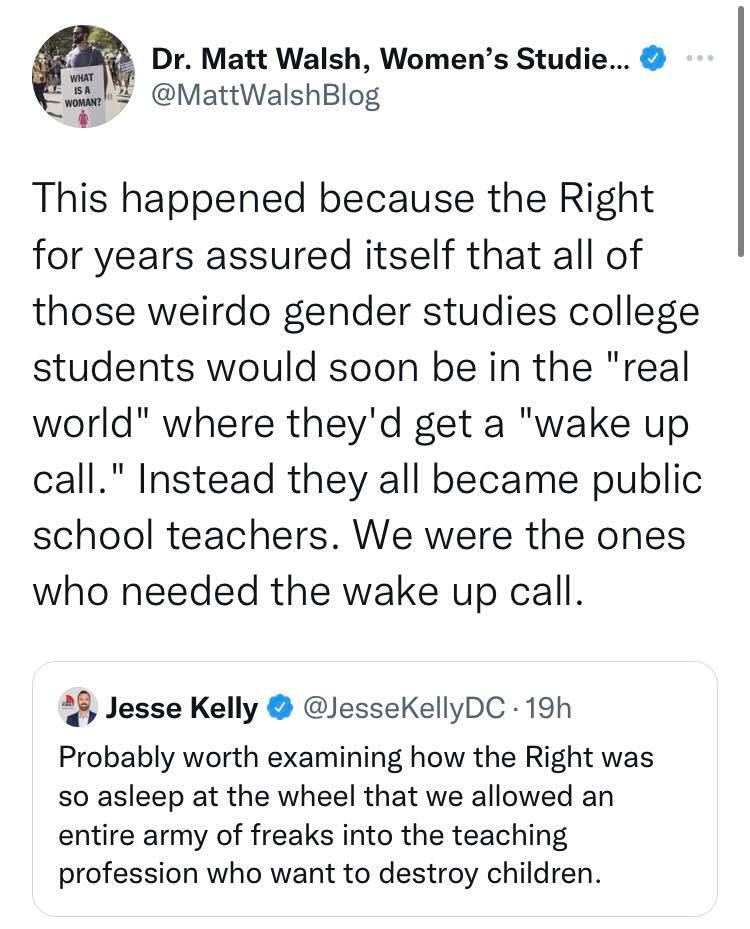 Dr. Matt Walsh, Women’s Studie...
@MattWalshBlog
WHAT
IS A
WOMAN?
This happened because the Right
for years assured itself that all of
those weirdo gender studies college
students would soon be in the "real
world" where they'd get a "wake up
call." Instead they all became public
school teachers. We were the ones
who needed the wake up call.
Jesse Kelly @JesseKellyDC · 19h
Probably worth examining how the Right was
so asleep at the wheel that we allowed an
entire army of freaks into the teaching
profession who want to destroy children.